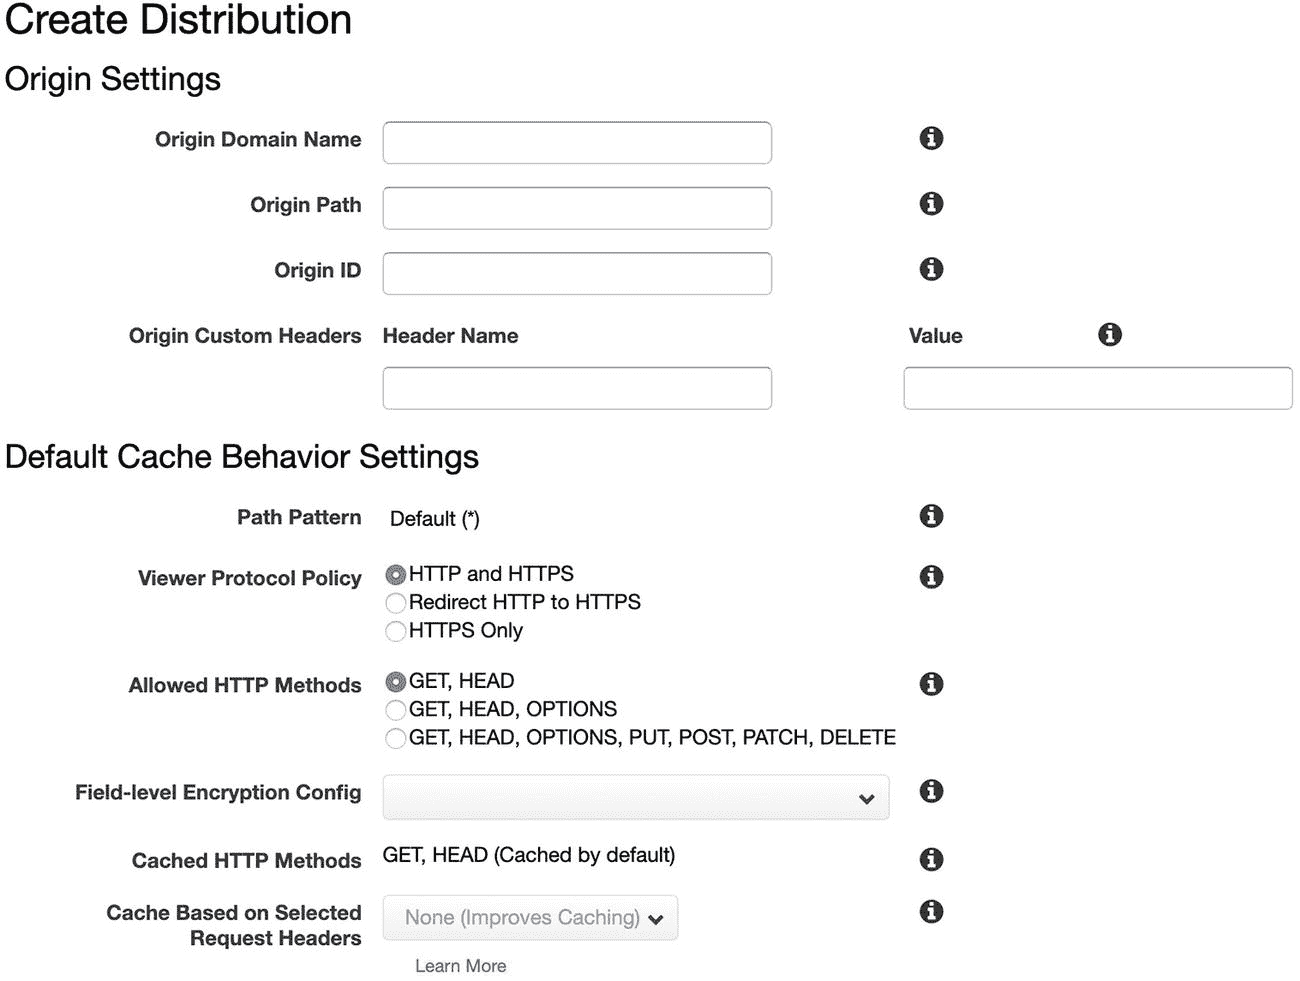 Create Distribution
Origin Settings
Origin Domain Name
Origin Path
Origin ID
Origin Custom Headers Header Name Value
Default Cache Behavior Settings
Path Pattern Default (*)
Viewer Protocol Policy HTTP and HTTPS
Redirect HTTP to HTTPS
HTTPS Only
Allowed HTTP Methods GET, HEAD
GET, HEAD, OPTIONS
GET, HEAD, OPTIONS, PUT, POST, PATCH, DELETE
Field-level Encryption Config
Cached HTTP Methods GET, HEAD (Cached by default)
Cache Based on Selected None (Improves Caching)
Request Headers
Learn More